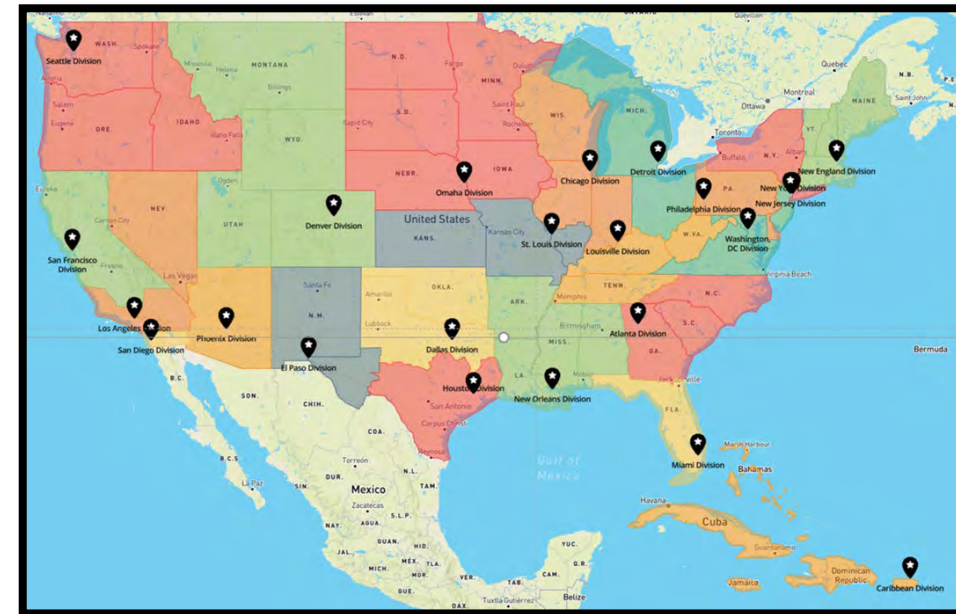 Quebec
N.B.
Montreal
Ottawa
Saint John
MAINE
WASH.
Spokane
Seattle Division
MONTANA
Missoula
Helena
Billings
N.D.
Fargo
Duluth
MINN.
Saint Paul
Rochester
WIS.
MICH.
Toronto
VT.
Salem
Eugene
ORE.
IDAHO
Idaho Falls
WYO.
S.D.
Rapid City
Buffalo
N.Y.
Albany
New England Division
Detroit Division
Chicago Division
NEBR.
IOWA
Omaha Division
PA.
Philadelphia Division
New York Division
New Jersey Division
Eureka
Ogden
NEV.
Carson City
UTAH
Denver Division
United States
KANS.
Kansas City
St. Louis Division
Louisville Division
W.VA.
Washington,
DC Division
San Francisco
Division
Fresno
Las Vegas
Virginia Beach
Santa Fe
Amarillo
OKLA.
ARK.
Memphis
TENN.
N.C.
Los Angeles Division
San Diego Division
Phoenix Division
N.M.
Lubbock
Dallas Division
Birmingham
MISS.
Atlanta Division
S.C.
GA.
El Paso Division
Bermuda
B.C.
SON.
CHIH.
Houston Division
LA.
Mobile
New Orleans Division
Jacksonville
San Antonio
Corpus Christi
FLA.
COA.
Reynosa
Miami Division
Marsh Harbour
Bahamas
B.C.S.
La Paz
Torreón
N.L.
DUR.
TAM.
SIN.
Gulf of
Mexico
Mexico
Zacatecas
Havana
Cuba
S.L.P.
NAY.
AGUA.
GUAN.
HID.
YUC.
Guantanamo
JAL.
MÉX.
TLA.
Q.R.
MICH.
MOR.
VER.
CAM.
TAB.
GUE.
Jamaica
Dominican
Republic
Caribbean Division
Tuxtla Gutiérrez
Belize
OAX.